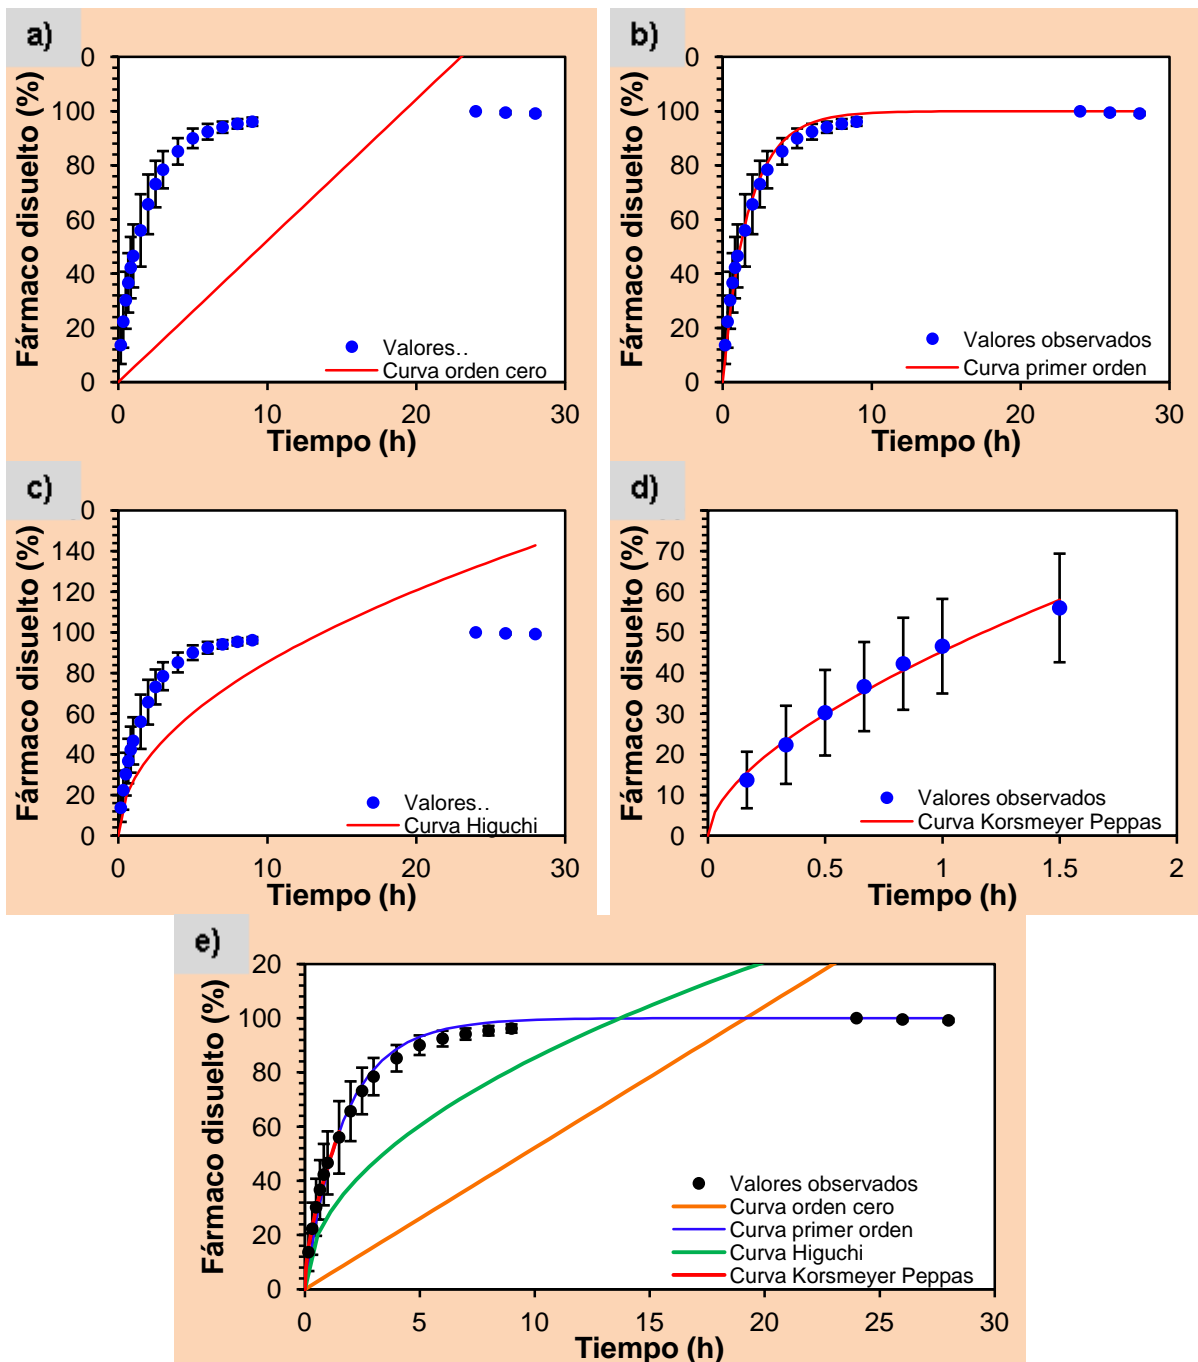 a)
Fármaco disuelto (%)
0
100
80
60
40
20
0
Valores..
Curva orden cero
0
10
20
30
Tiempo (h)
b)
Fármaco disuelto (%)
0
100
80
60
40
20
0
Valores observados
Curva primer orden
0
10
20
30
Tiempo (h)
c)
Fármaco disuelto (%)
0
140
120
100
80
60
40
20
0
Valores..
Curva Higuchi
0
10
20
30
Tiempo (h)
d)
Fármaco disuelto (%)
70
60
50
40
30
20
10
0
Valores observados
Curva Korsmeyer Peppas
0
0.5
1
1.5
2
Tiempo (h)
e)
Fármaco disuelto (%)
20
100
80
60
40
20
0
Valores observados
Curva orden cero
Curva primer orden
Curva Higuchi
Curva Korsmeyer Peppas
0
5
10
15
20
25
30
Tiempo (h)